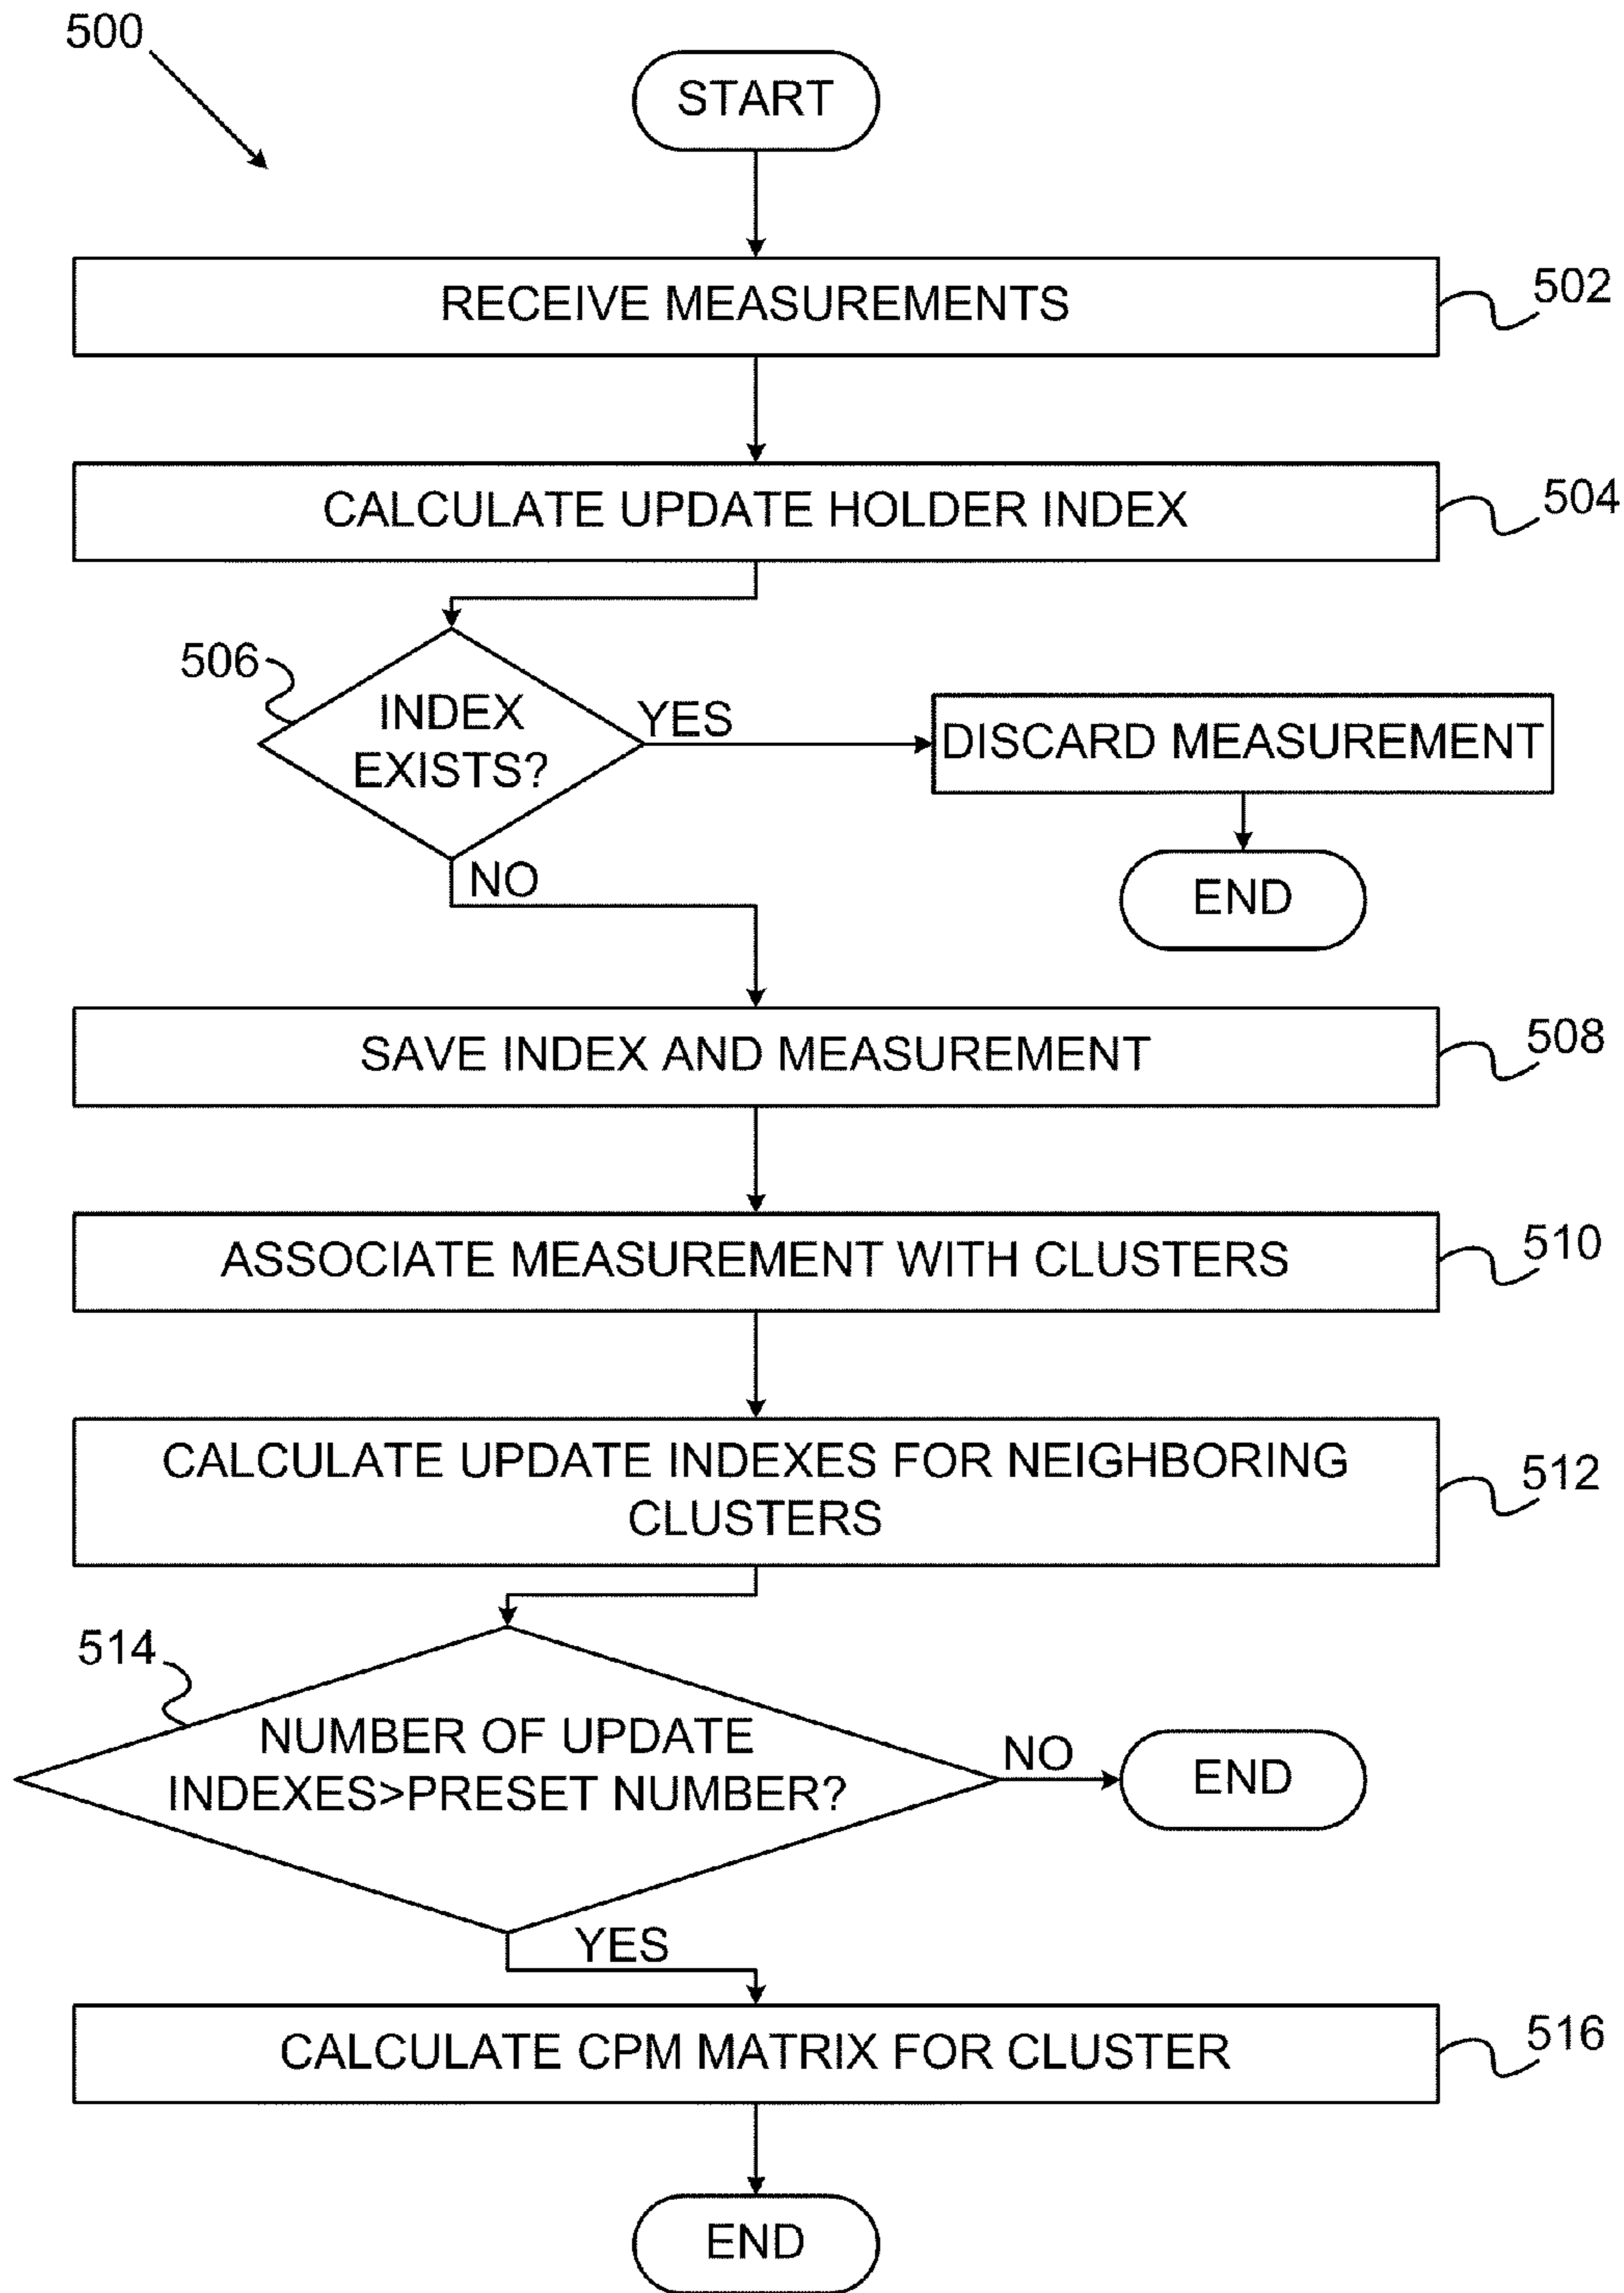 500
START
RECEIVE MEASUREMENTS
502
CALCULATE UPDATE HOLDER INDEX
504
506
INDEX
EXISTS?
YES
DISCARD MEASUREMENT
NO
END
SAVE INDEX AND MEASUREMENT
508
ASSOCIATE MEASUREMENT WITH CLUSTERS
510
CALCULATE UPDATE INDEXES FOR NEIGHBORING
CLUSTERS
512
514
NUMBER OF UPDATE
INDEXES>PRESET NUMBER?
NO
END
YES
CALCULATE CPM MATRIX FOR CLUSTER
516
END